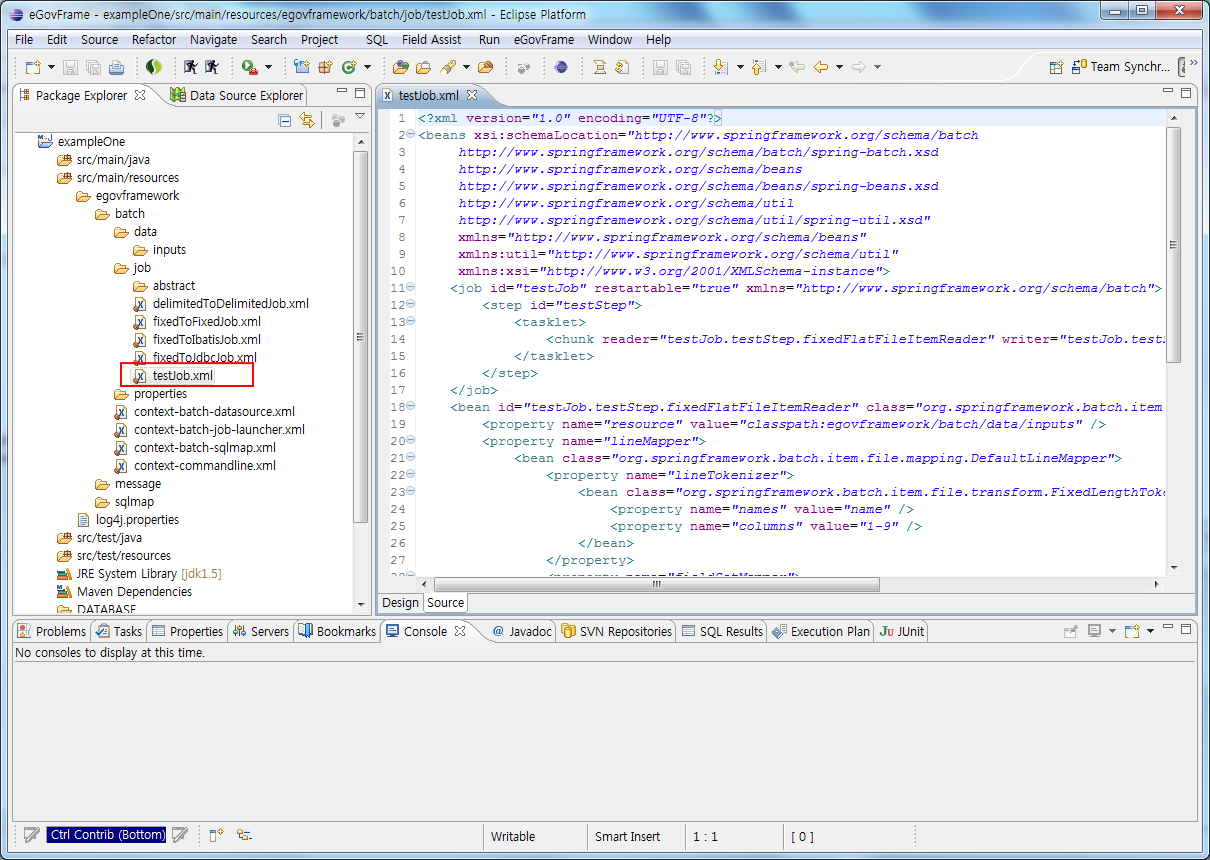 eGovFrame - exampleOne/src/main/resources/egovframework/batch/job/testJob.xml - Eclipse Platform
File Edit Source Refactor Navigate Search Project SQL Field Assist Run eGovFrame Window Help
Team Synchr...
Package Explorer Data Source Explorer
exampleOne
src/main/java
src/main/resources
egovframework
batch
data
inputs
job
abstract
delimitedToDelimitedJob.xml
fixedToFixedJob.xml
fixedToIbatisJob.xml
fixedToJdbcJob.xml
testJob.xml
properties
context-batch-datasource.xml
context-batch-job-launcher.xml
context-batch-sqlmap.xml
context-commandline.xml
message
sqlmap
log4j.properties
src/test/java
src/test/resources
JRE System Library [jdk1.5]
Maven Dependencies
DATABASE
testJob.xml
1 <?xml version="1.0" encoding="UTF-8"?>
2 <beans xsi:schemaLocation="http://www.springframework.org/schema/batch
3 http://www.springframework.org/schema/batch/spring-batch.xsd
4 http://www.springframework.org/schema/beans
5 http://www.springframework.org/schema/beans/spring-beans.xsd
6 http://www.springframework.org/schema/util
7 http://www.springframework.org/schema/util/spring-util.xsd"
8 xmlns="http://www.springframework.org/schema/beans"
9 xmlns:util="http://www.springframework.org/schema/util"
10 xmlns:xsi="http://www.w3.org/2001/XMLSchema-instance">
11 <job id="testJob" restartable="true" xmlns="http://www.springframework.org/schema/batch">
12 <step id="testStep">
13 <tasklet>
14 <chunk reader="testJob.testStep.fixedFlatFileItemReader" writer="testJob.test
15 </tasklet>
16 </step>
17 </job>
18 <bean id="testJob.testStep.fixedFlatFileItemReader" class="org.springframework.batch.item
19 <property name="resource" value="classpath:egovframework/batch/data/inputs" />
20 <property name="lineMapper">
21 <bean class="org.springframework.batch.item.file.mapping.DefaultLineMapper">
22 <property name="lineTokenizer">
23 <bean class="org.springframework.batch.item.file.transform.FixedLengthToke
24 <property name="names" value="name" />
25 <property name="columns" value="1-9" />
26 </bean>
27 </property>
28 <property name="fieldSetMapper">
Design Source
Problems Tasks Properties Servers Bookmarks Console Javadoc SVN Repositories SQL Results Execution Plan JUnit
No consoles to display at this time.
Ctrl Contrib (Bottom) Writable Smart Insert 1 : 1 [ 0 ]